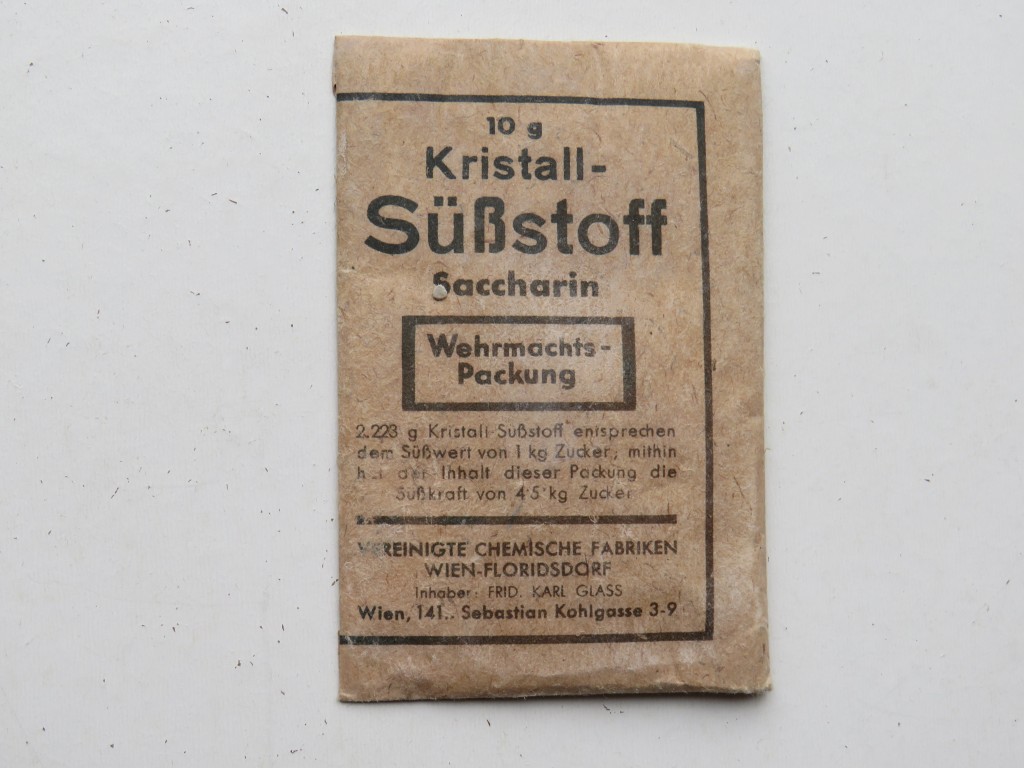 10 g
Kristall-
Süßstoff
Saccharin
Wehrmachts-
Packung
2.223 g Kristall-Süßstoff entsprechen
dem Süßwert von 1 kg Zucker, mithin
hat der Inhalt dieser Packung die
Süßkraft von 4·5 kg Zucker
VEREINIGTE CHEMISCHE FABRIKEN
WIEN-FLORIDSDORF
Inhaber: FRID. KARL GLASS
Wien, 141.. Sebastian Kohlgasse 3-9